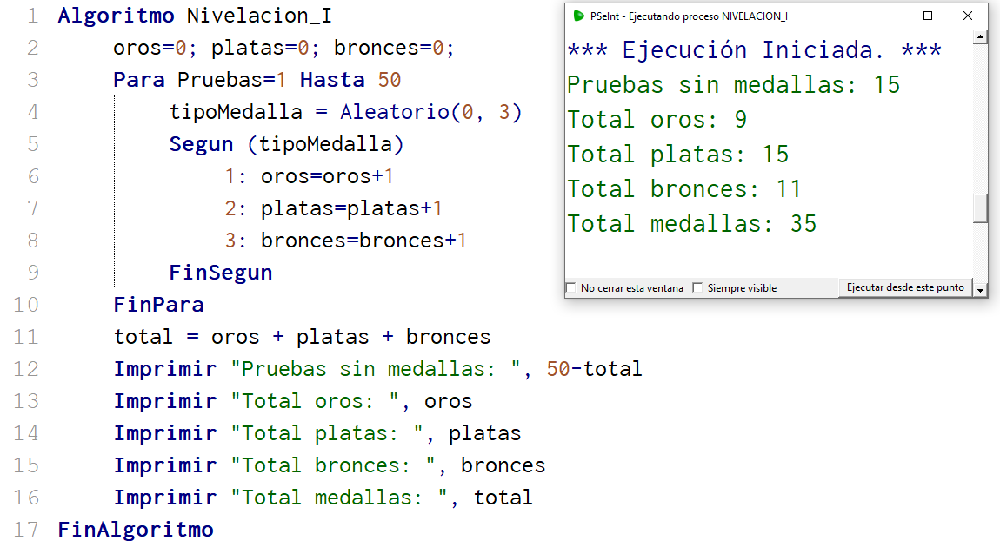 1 Algoritmo Nivelacion_I
2 oros=0; platas=0; bronces=0;
3 Para Pruebas=1 Hasta 50
4 tipoMedalla = Aleatorio(0, 3)
5 Segun (tipoMedalla)
6 1: oros=oros+1
7 2: platas=platas+1
8 3: bronces=bronces+1
9 FinSegun
10 FinPara
11 total = oros + platas + bronces
12 Imprimir "Pruebas sin medallas: ", 50-total
13 Imprimir "Total oros: ", oros
14 Imprimir "Total platas: ", platas
15 Imprimir "Total bronces: ", bronces
16 Imprimir "Total medallas: ", total
17 FinAlgoritmo
PSeInt - Ejecutando proceso NIVELACION_I
*** Ejecución Iniciada. ***
Pruebas sin medallas: 15
Total oros: 9
Total platas: 15
Total bronces: 11
Total medallas: 35
No cerrar esta ventana Siempre visible Ejecutar desde este punto